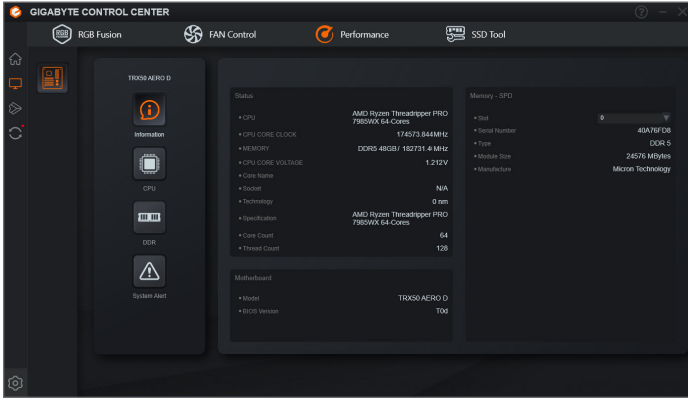 GIGABYTE CONTROL CENTER
RGB Fusion
FAN Control
Performance
SSD Tool
TRX50 AERO D
Information
CPU
DDR
System Alert
Status
CPU AMD Ryzen Threadripper PRO
7985WX 64-Cores
CPU CORE CLOCK 174573.844MHz
MEMORY DDR5 48GB / 182731.4 MHz
CPU CORE VOLTAGE 1.212V
Core Name
Socket N/A
Technology 0 nm
Specification AMD Ryzen Threadripper PRO
7985WX 64-Cores
Core Count 64
Thread Count 128
Motherboard
Model TRX50 AERO D
BIOS Version T0d
Memory - SPD
Slot 0
Serial Number 40A76FD8
Type DDR 5
Module Size 24576 MBytes
Manufacture Micron Technology